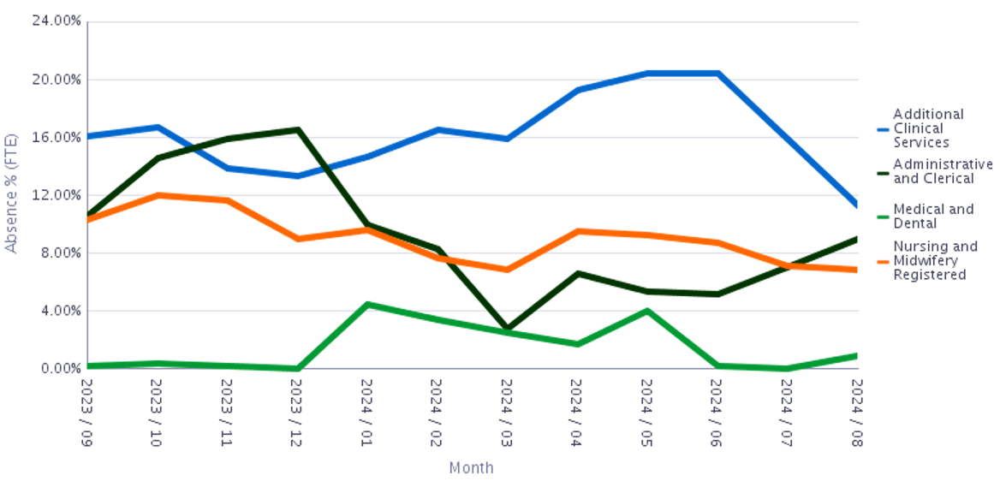 24.00%
20.00%
16.00%
12.00%
8.00%
4.00%
0.00%
Absence % (FTE)
2023 / 09
2023 / 10
2023 / 11
2023 / 12
2024 / 01
2024 / 02
2024 / 03
2024 / 04
2024 / 05
2024 / 06
2024 / 07
2024 / 08
Month
Additional
Clinical
Services
Administrative
and Clerical
Medical and
Dental
Nursing and
Midwifery
Registered